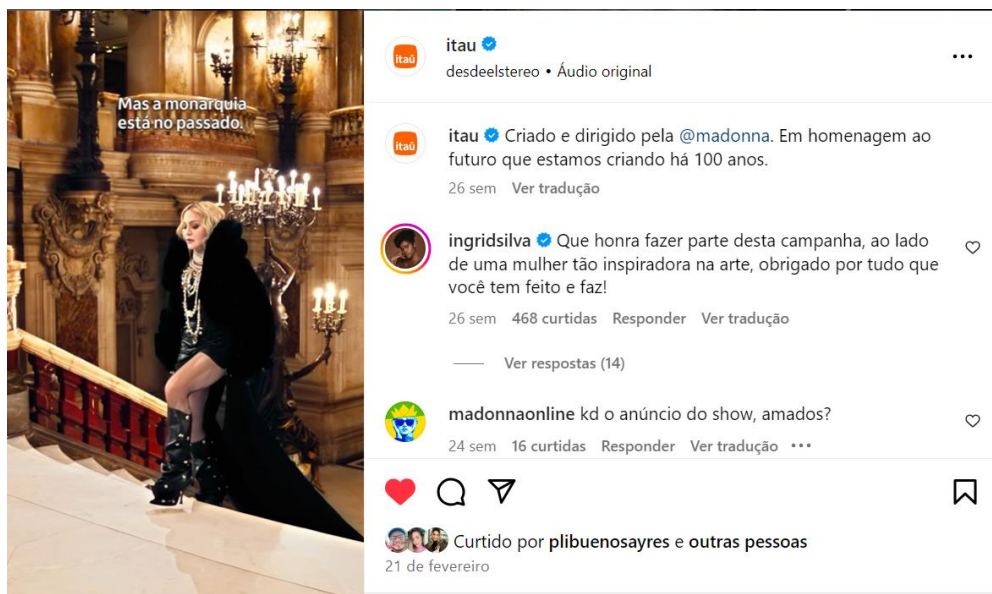 Mas a monarquia
está no passado.
itaú
itau
desdeelstereo • Áudio original
itaú
itau Criado e dirigido pela @madonna. Em homenagem ao
futuro que estamos criando há 100 anos.
26 sem Ver tradução
ingridsilva Que honra fazer parte desta campanha, ao lado
de uma mulher tão inspiradora na arte, obrigado por tudo que
você tem feito e faz!
26 sem 468 curtidas Responder Ver tradução
Ver respostas (14)
madonnaonline kd o anúncio do show, amados?
24 sem 16 curtidas Responder Ver tradução
Curtido por plibuenosayres e outras pessoas
21 de fevereiro